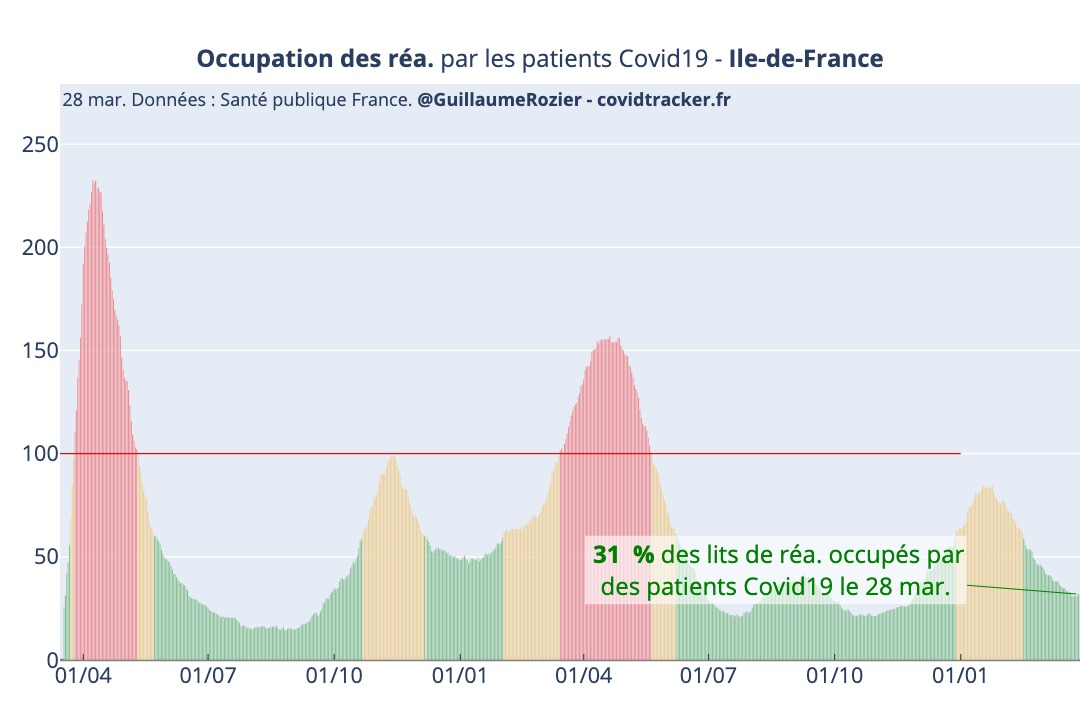 Occupation des réa. par les patients Covid19 - Ile-de-France
28 mar. Données : Santé publique France. @GuillaumeRozier - covidtracker.fr
250
200
150
100
50
0
31 % des lits de réa. occupés par
des patients Covid19 le 28 mar.
01/04 01/07 01/10 01/01 01/04 01/07 01/10 01/01